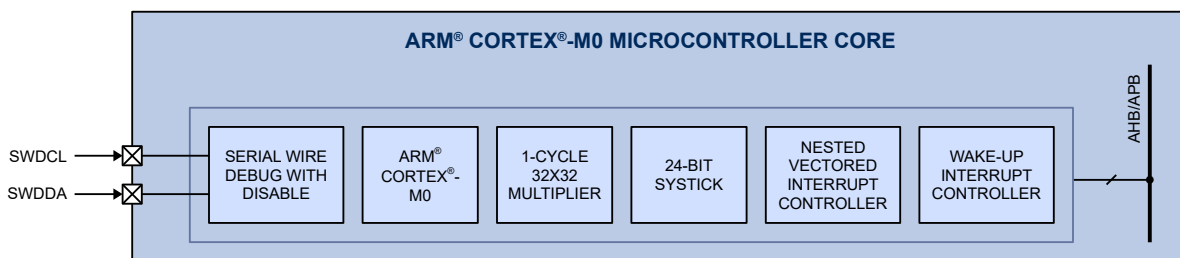 ARM® CORTEX®-M0 MICROCONTROLLER CORE
AHB/APB
SWDCL
SWDDA
SERIAL WIRE
DEBUG WITH
DISABLE
ARM®
CORTEX®-
M0
1-CYCLE
32X32
MULTIPLIER
24-BIT
SYSTICK
NESTED
VECTORED
INTERRUPT
CONTROLLER
WAKE-UP
INTERRUPT
CONTROLLER